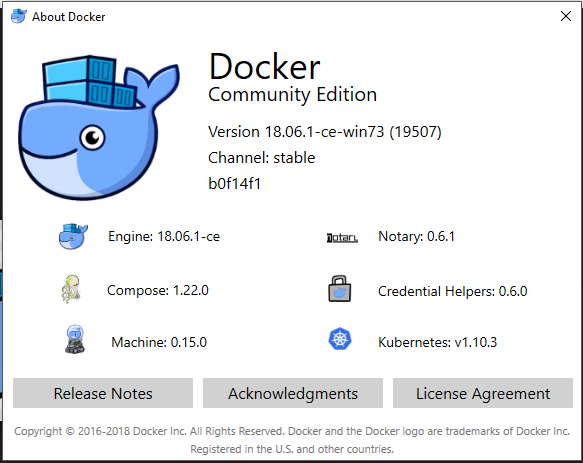 About Docker
Docker
Community Edition
Version 18.06.1-ce-win73 (19507)
Channel: stable
b0f14f1
Engine: 18.06.1-ce
notary
Notary: 0.6.1
Compose: 1.22.0
Credential Helpers: 0.6.0
Machine: 0.15.0
Kubernetes: v1.10.3
Release Notes
Acknowledgments
License Agreement
Copyright © 2016-2018 Docker Inc. All Rights Reserved. Docker and the Docker logo are trademarks of Docker Inc.
Registered in the U.S. and other countries.